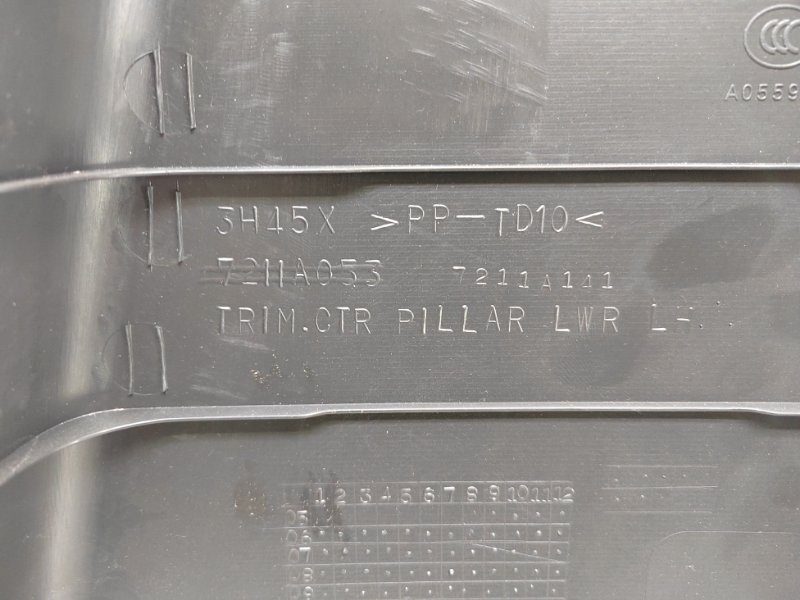 CCC
A0559
3H45X >PP-TD10<
7211A053 7211A141
TRIM.CTR PILLAR LWR LH
1 2 3 4 5 6 7 8 9 10 11 12
05
06
07
08
09